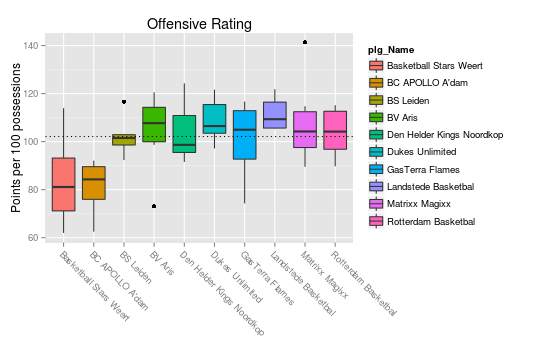 Offensive Rating
Points per 100 possessions
140
120
100
80
60
Basketball Stars Weert
BC APOLLO A'dam
BS Leiden
BV Aris
Den Helder Kings Noordkop
Dukes Unlimited
GasTerra Flames
Landstede Basketbal
Matrixx Magixx
Rotterdam Basketbal
plg_Name
Basketball Stars Weert
BC APOLLO A'dam
BS Leiden
BV Aris
Den Helder Kings Noordkop
Dukes Unlimited
GasTerra Flames
Landstede Basketbal
Matrixx Magixx
Rotterdam Basketbal